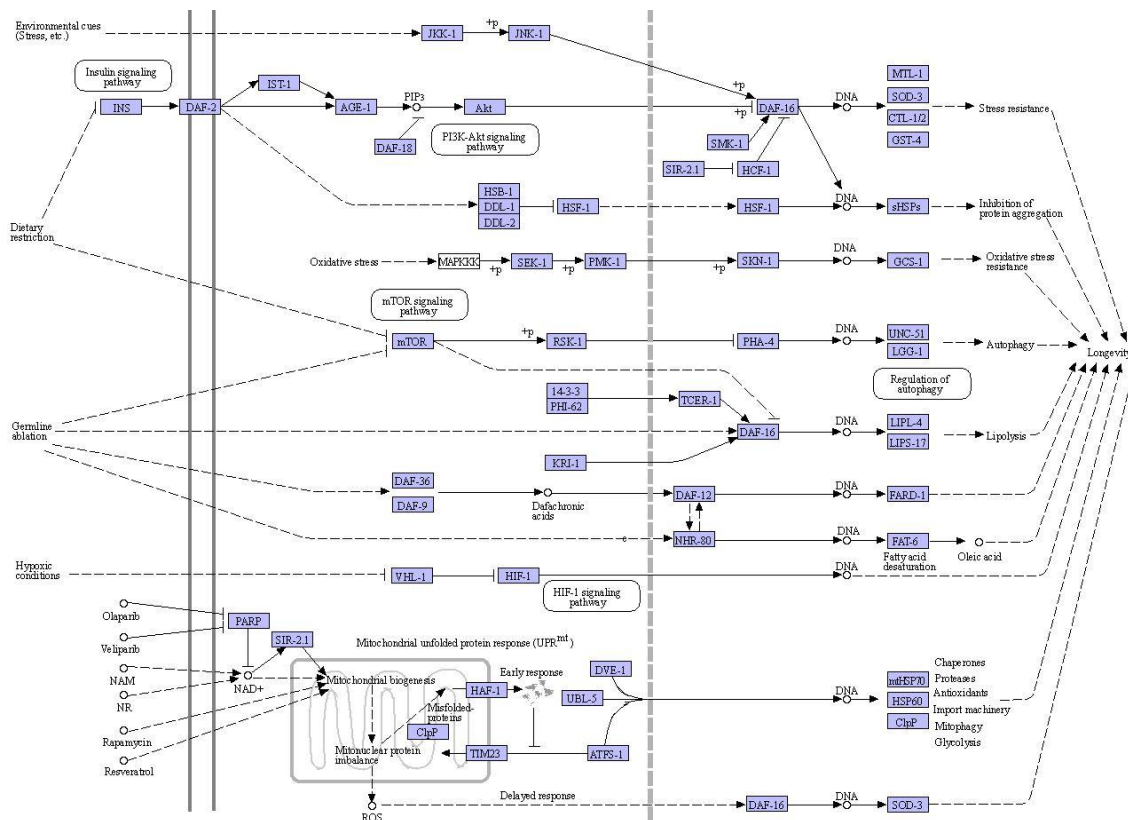 Environmental cues
(Stress, etc.)
JKK-1
+p
JNK-1
Insulin signaling
pathway
INS
DAF-2
IST-1
AGE-1
PIP3
Akt
DAF-18
PI3K-Akt signaling
pathway
+p
+p
DAF-16
SMK-1
SIR-2.1
HCF-1
DNA
MTL-1
SOD-3
CTL-1/2
GST-4
Stress resistance
HSB-1
DDL-1
DDL-2
HSF-1
HSF-1
DNA
sHSPs
Inhibition of
protein aggregation
Dietary
restriction
Oxidative stress
MAPKKK
+p
SEK-1
+p
PMK-1
+p
SKN-1
DNA
GCS-1
Oxidative stress
resistance
mTOR signaling
pathway
mTOR
+p
RSK-1
PHA-4
DNA
UNC-51
LGG-1
Autophagy
Longevity
Regulation of
autophagy
14-3-3
PHI-62
TCER-1
Germline
ablation
DAF-16
DNA
LIPL-4
LIPS-17
Lipolysis
KRI-1
DAF-36
DAF-9
Dafachronic
acids
DAF-12
DNA
FARD-1
NHR-80
DNA
FAT-6
Fatty acid
desaturation
Oleic acid
c
Hypoxic
conditions
VHL-1
HIF-1
HIF-1 signaling
pathway
DNA
Olaparib
PARP
Veliparib
SIR-2.1
NAM
NAD+
NR
Rapamycin
Resveratrol
Mitochondrial unfolded protein response (UPRmt)
Mitochondrial biogenesis
HAF-1
Early response
Misfolded-
proteins
ClpP
Mitonuclear protein
imbalance
TIM23
DVE-1
UBL-5
ATFS-1
DNA
mtHSP70
HSP60
ClpP
Chaperones
Proteases
Antioxidants
Import machinery
Mitophagy
Glycolysis
ROS
Delayed response
DAF-16
DNA
SOD-3